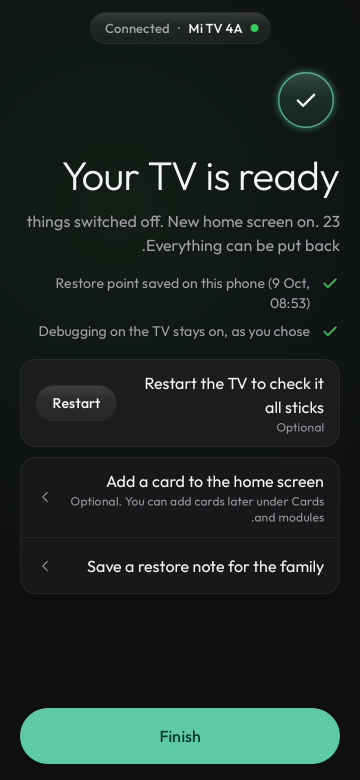 Connected · Mi TV 4A
Your TV is ready
things switched off. New home screen on. 23
.Everything can be put back
Restore point saved on this phone (9 Oct,
08:53)
Debugging on the TV stays on, as you chose
Restart the TV to check it
all sticks
Optional
Restart
Add a card to the home screen
Optional. You can add cards later under Cards
.and modules
Save a restore note for the family
Finish